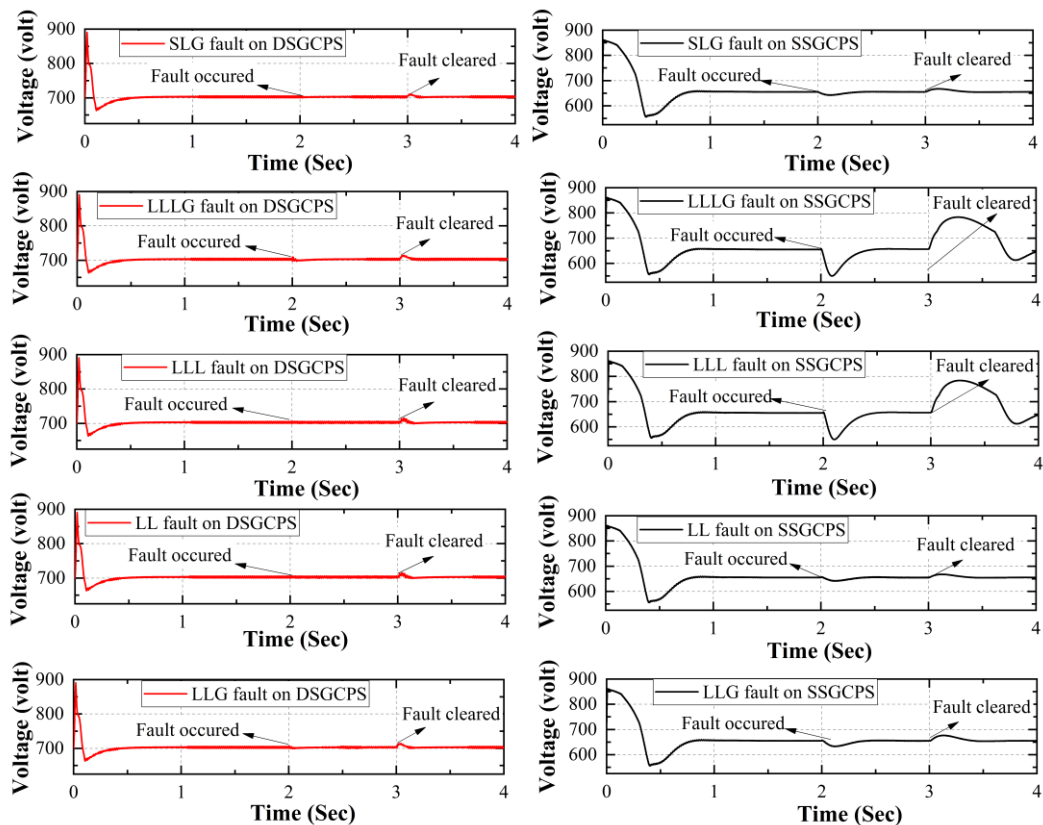 900
800
700
SLG fault on DSGCPS
Fault occured
Fault cleared
Voltage (volt)
0 1 2 3 4
Time (Sec)
900
800
700
600
SLG fault on SSGCPS
Fault occured
Fault cleared
Voltage (volt)
0 1 2 3 4
Time (Sec)
900
800
700
LLLG fault on DSGCPS
Fault occured
Fault cleared
Voltage (volt)
0 1 2 3 4
Time (Sec)
900
800
700
600
LLLG fault on SSGCPS
Fault occured
Fault cleared
Voltage (volt)
0 1 2 3 4
Time (Sec)
900
800
700
LLL fault on DSGCPS
Fault occured
Fault cleared
Voltage (volt)
0 1 2 3 4
Time (Sec)
900
800
700
600
LLL fault on SSGCPS
Fault occured
Fault cleared
Voltage (volt)
0 1 2 3 4
Time (Sec)
900
800
700
LL fault on DSGCPS
Fault occured
Fault cleared
Voltage (volt)
0 1 2 3 4
Time (Sec)
900
800
700
600
LL fault on SSGCPS
Fault occured
Fault cleared
Voltage (volt)
0 1 2 3 4
Time (Sec)
900
800
700
LLG fault on DSGCPS
Fault occured
Fault cleared
Voltage (volt)
0 1 2 3 4
Time (Sec)
900
800
700
600
LLG fault on SSGCPS
Fault occured
Fault cleared
Voltage (volt)
0 1 2 3 4
Time (Sec)